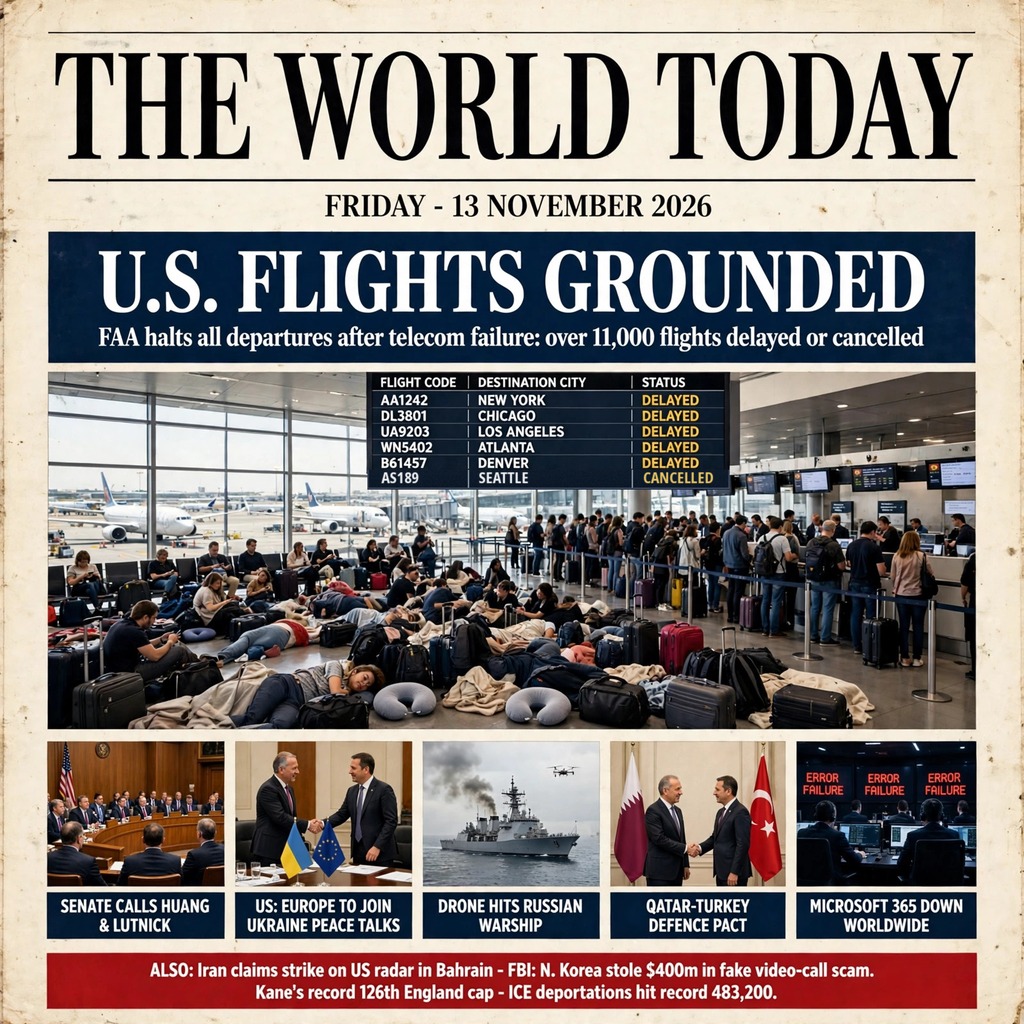 THE WORLD TODAY
FRIDAY - 13 NOVEMBER 2026
U.S. FLIGHTS GROUNDED
FAA halts all departures after telecom failure: over 11,000 flights delayed or cancelled
FLIGHT CODE | DESTINATION CITY | STATUS
AA1242 | NEW YORK | DELAYED
DL3801 | CHICAGO | DELAYED
UA9203 | LOS ANGELES | DELAYED
WN5402 | ATLANTA | DELAYED
B61457 | DENVER | DELAYED
AS189 | SEATTLE | CANCELLED
ERROR FAILURE
ERROR FAILURE
ERROR FAILURE
SENATE CALLS HUANG
& LUTNICK
US: EUROPE TO JOIN
UKRAINE PEACE TALKS
DRONE HITS RUSSIAN
WARSHIP
QATAR-TURKEY
DEFENCE PACT
MICROSOFT 365 DOWN
WORLDWIDE
ALSO: Iran claims strike on US radar in Bahrain - FBI: N. Korea stole $400m in fake video-call scam.
Kane's record 126th England cap - ICE deportations hit record 483,200.